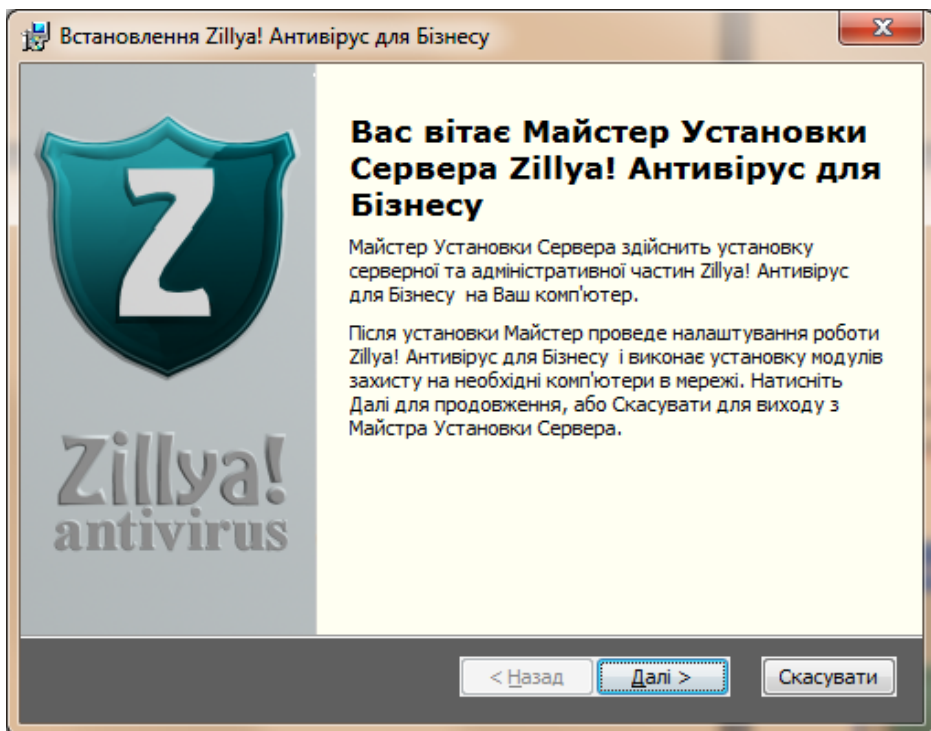 Встановлення Zillya! Антивірус для Бізнесу
Z
Zillya!
antivirus
Вас вітає Майстер Установки
Сервера Zillya! Антивірус для
Бізнесу
Майстер Установки Сервера здійснить установку
серверної та адміністративної частин Zillya! Антивірус
для Бізнесу на Ваш комп'ютер.
Після установки Майстер проведе налаштування роботи
Zillya! Антивірус для Бізнесу і виконає установку модулів
захисту на необхідні комп'ютери в мережі. Натисніть
Далі для продовження, або Скасувати для виходу з
Майстра Установки Сервера.
< Назад
Далі >
Скасувати